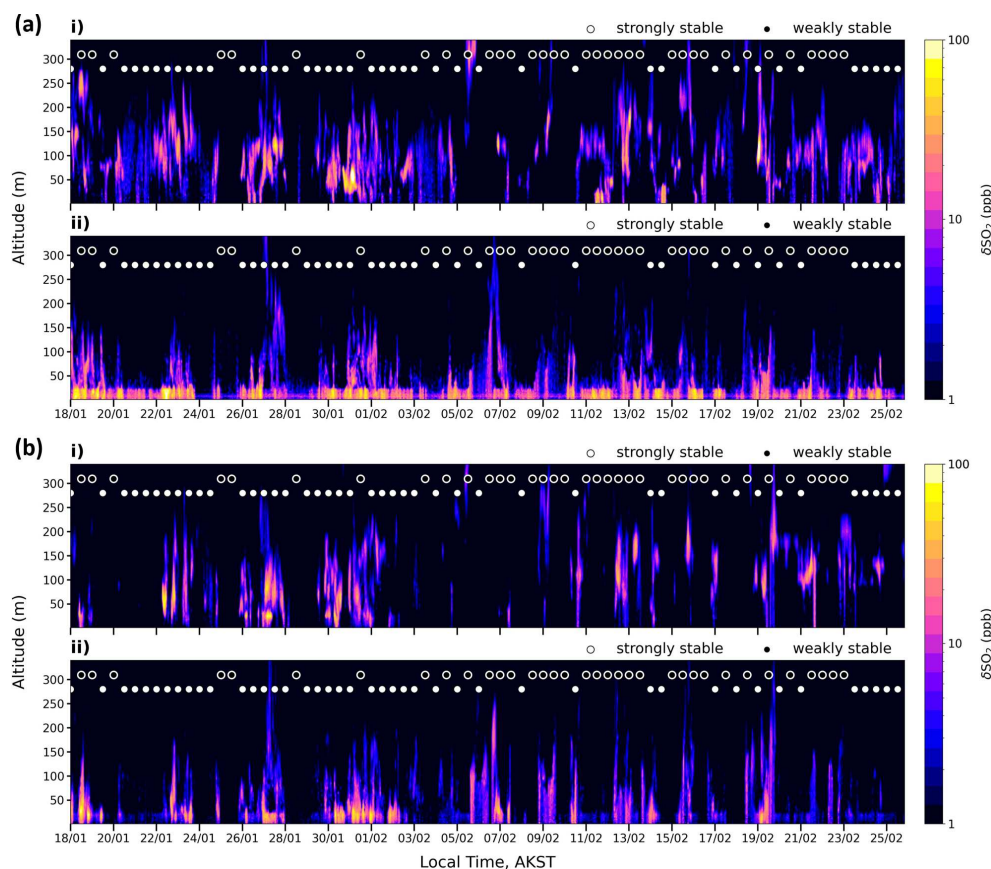 (a)
i)
○ strongly stable ● weakly stable
300
250
200
150
100
50
ii)
○ strongly stable ● weakly stable
300
250
200
150
100
50
Altitude (m)
18/01 20/01 22/01 24/01 26/01 28/01 30/01 01/02 03/02 05/02 07/02 09/02 11/02 13/02 15/02 17/02 19/02 21/02 23/02 25/02
100
10
1
δSO₂ (ppb)
(b)
i)
○ strongly stable ● weakly stable
300
250
200
150
100
50
ii)
○ strongly stable ● weakly stable
300
250
200
150
100
50
Altitude (m)
18/01 20/01 22/01 24/01 26/01 28/01 30/01 01/02 03/02 05/02 07/02 09/02 11/02 13/02 15/02 17/02 19/02 21/02 23/02 25/02
Local Time, AKST
100
10
1
δSO₂ (ppb)